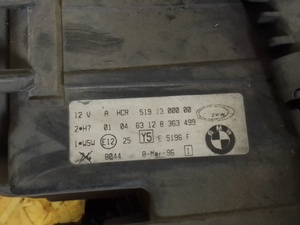 12 V A HCR 519 13 000 00
2*H7 01 04 63 12 8 363 499
1*W5W E12 25 Y5 E 5196 F
8044 8-Mar-96 i